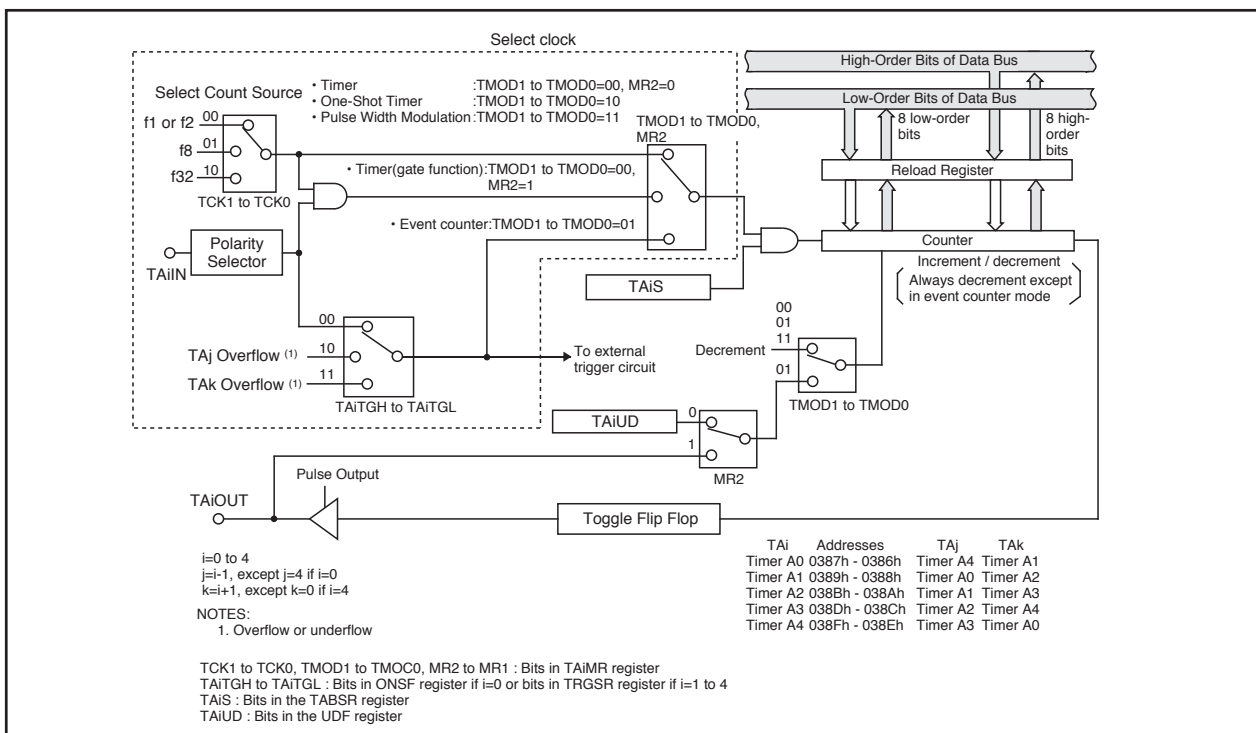 Select clock
Select Count Source
• Timer :TMOD1 to TMOD0=00, MR2=0
• One-Shot Timer :TMOD1 to TMOD0=10
• Pulse Width Modulation :TMOD1 to TMOD0=11
f1 or f2
00
f8
01
f32
10
TCK1 to TCK0
TMOD1 to TMOD0,
MR2
• Timer(gate function):TMOD1 to TMOD0=00,
MR2=1
• Event counter:TMOD1 to TMOD0=01
High-Order Bits of Data Bus
Low-Order Bits of Data Bus
8 low-order
bits
8 high-
order
bits
Reload Register
Counter
Increment / decrement
Always decrement except
in event counter mode
Polarity
Selector
TAiIN
TAiS
00
TAj Overflow (1)
10
TAk Overflow (1)
11
TAiTGH to TAiTGL
To external
trigger circuit
00
01
11
Decrement
01
TMOD1 to TMOD0
TAiUD
0
1
MR2
Pulse Output
TAiOUT
Toggle Flip Flop
i=0 to 4
j=i-1, except j=4 if i=0
k=i+1, except k=0 if i=4
NOTES:
1. Overflow or underflow
TAi Addresses TAj TAk
Timer A0 0387h - 0386h Timer A4 Timer A1
Timer A1 0389h - 0388h Timer A0 Timer A2
Timer A2 038Bh - 038Ah Timer A1 Timer A3
Timer A3 038Dh - 038Ch Timer A2 Timer A4
Timer A4 038Fh - 038Eh Timer A3 Timer A0
TCK1 to TCK0, TMOD1 to TMOC0, MR2 to MR1 : Bits in TAiMR register
TAiTGH to TAiTGL : Bits in ONSF register if i=0 or bits in TRGSR register if i=1 to 4
TAiS : Bits in the TABSR register
TAiUD : Bits in the UDF register